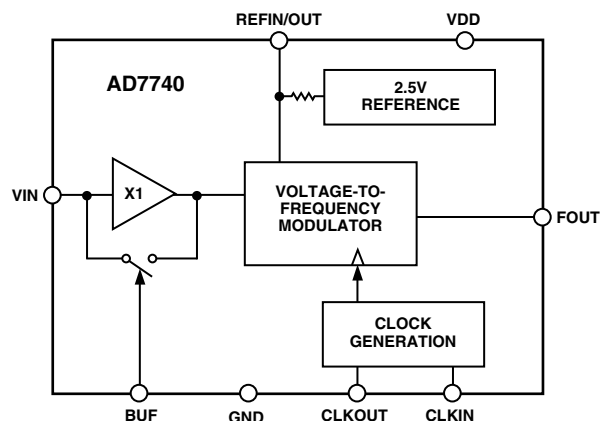 REFIN/OUT
VDD
AD7740
2.5V
REFERENCE
VIN
X1
VOLTAGE-TO-
FREQUENCY
MODULATOR
FOUT
CLOCK
GENERATION
BUF
GND
CLKOUT
CLKIN